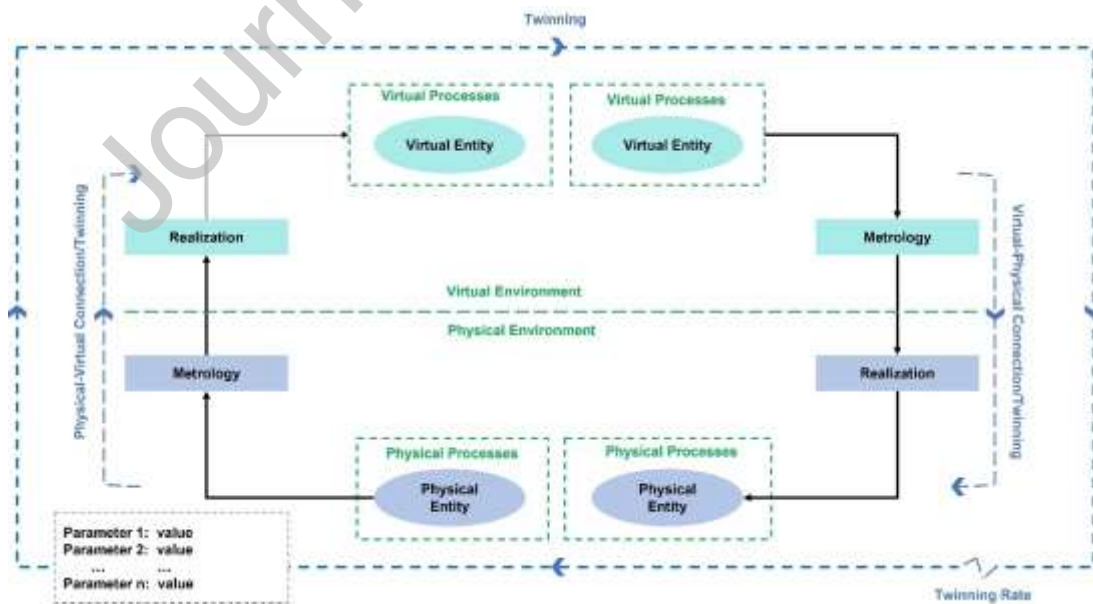 Twinning
Journ
Virtual Processes
Virtual Entity
Virtual Processes
Virtual Entity
Physical-Virtual Connection/Twinning
Realization
Metrology
Virtual-Physical Connection/Twinning
Virtual Environment
Physical Environment
Metrology
Realization
Physical Processes
Physical
Entity
Physical Processes
Physical
Entity
Parameter 1: value
Parameter 2: value
... ...
Parameter n: value
Twinning Rate